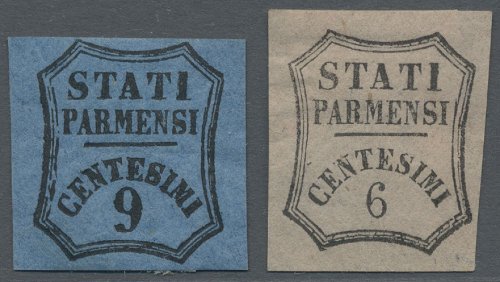 STATI
PARMENSI
CENTESIMI
9
STATI
PARMENSI
CENTESIMI
6